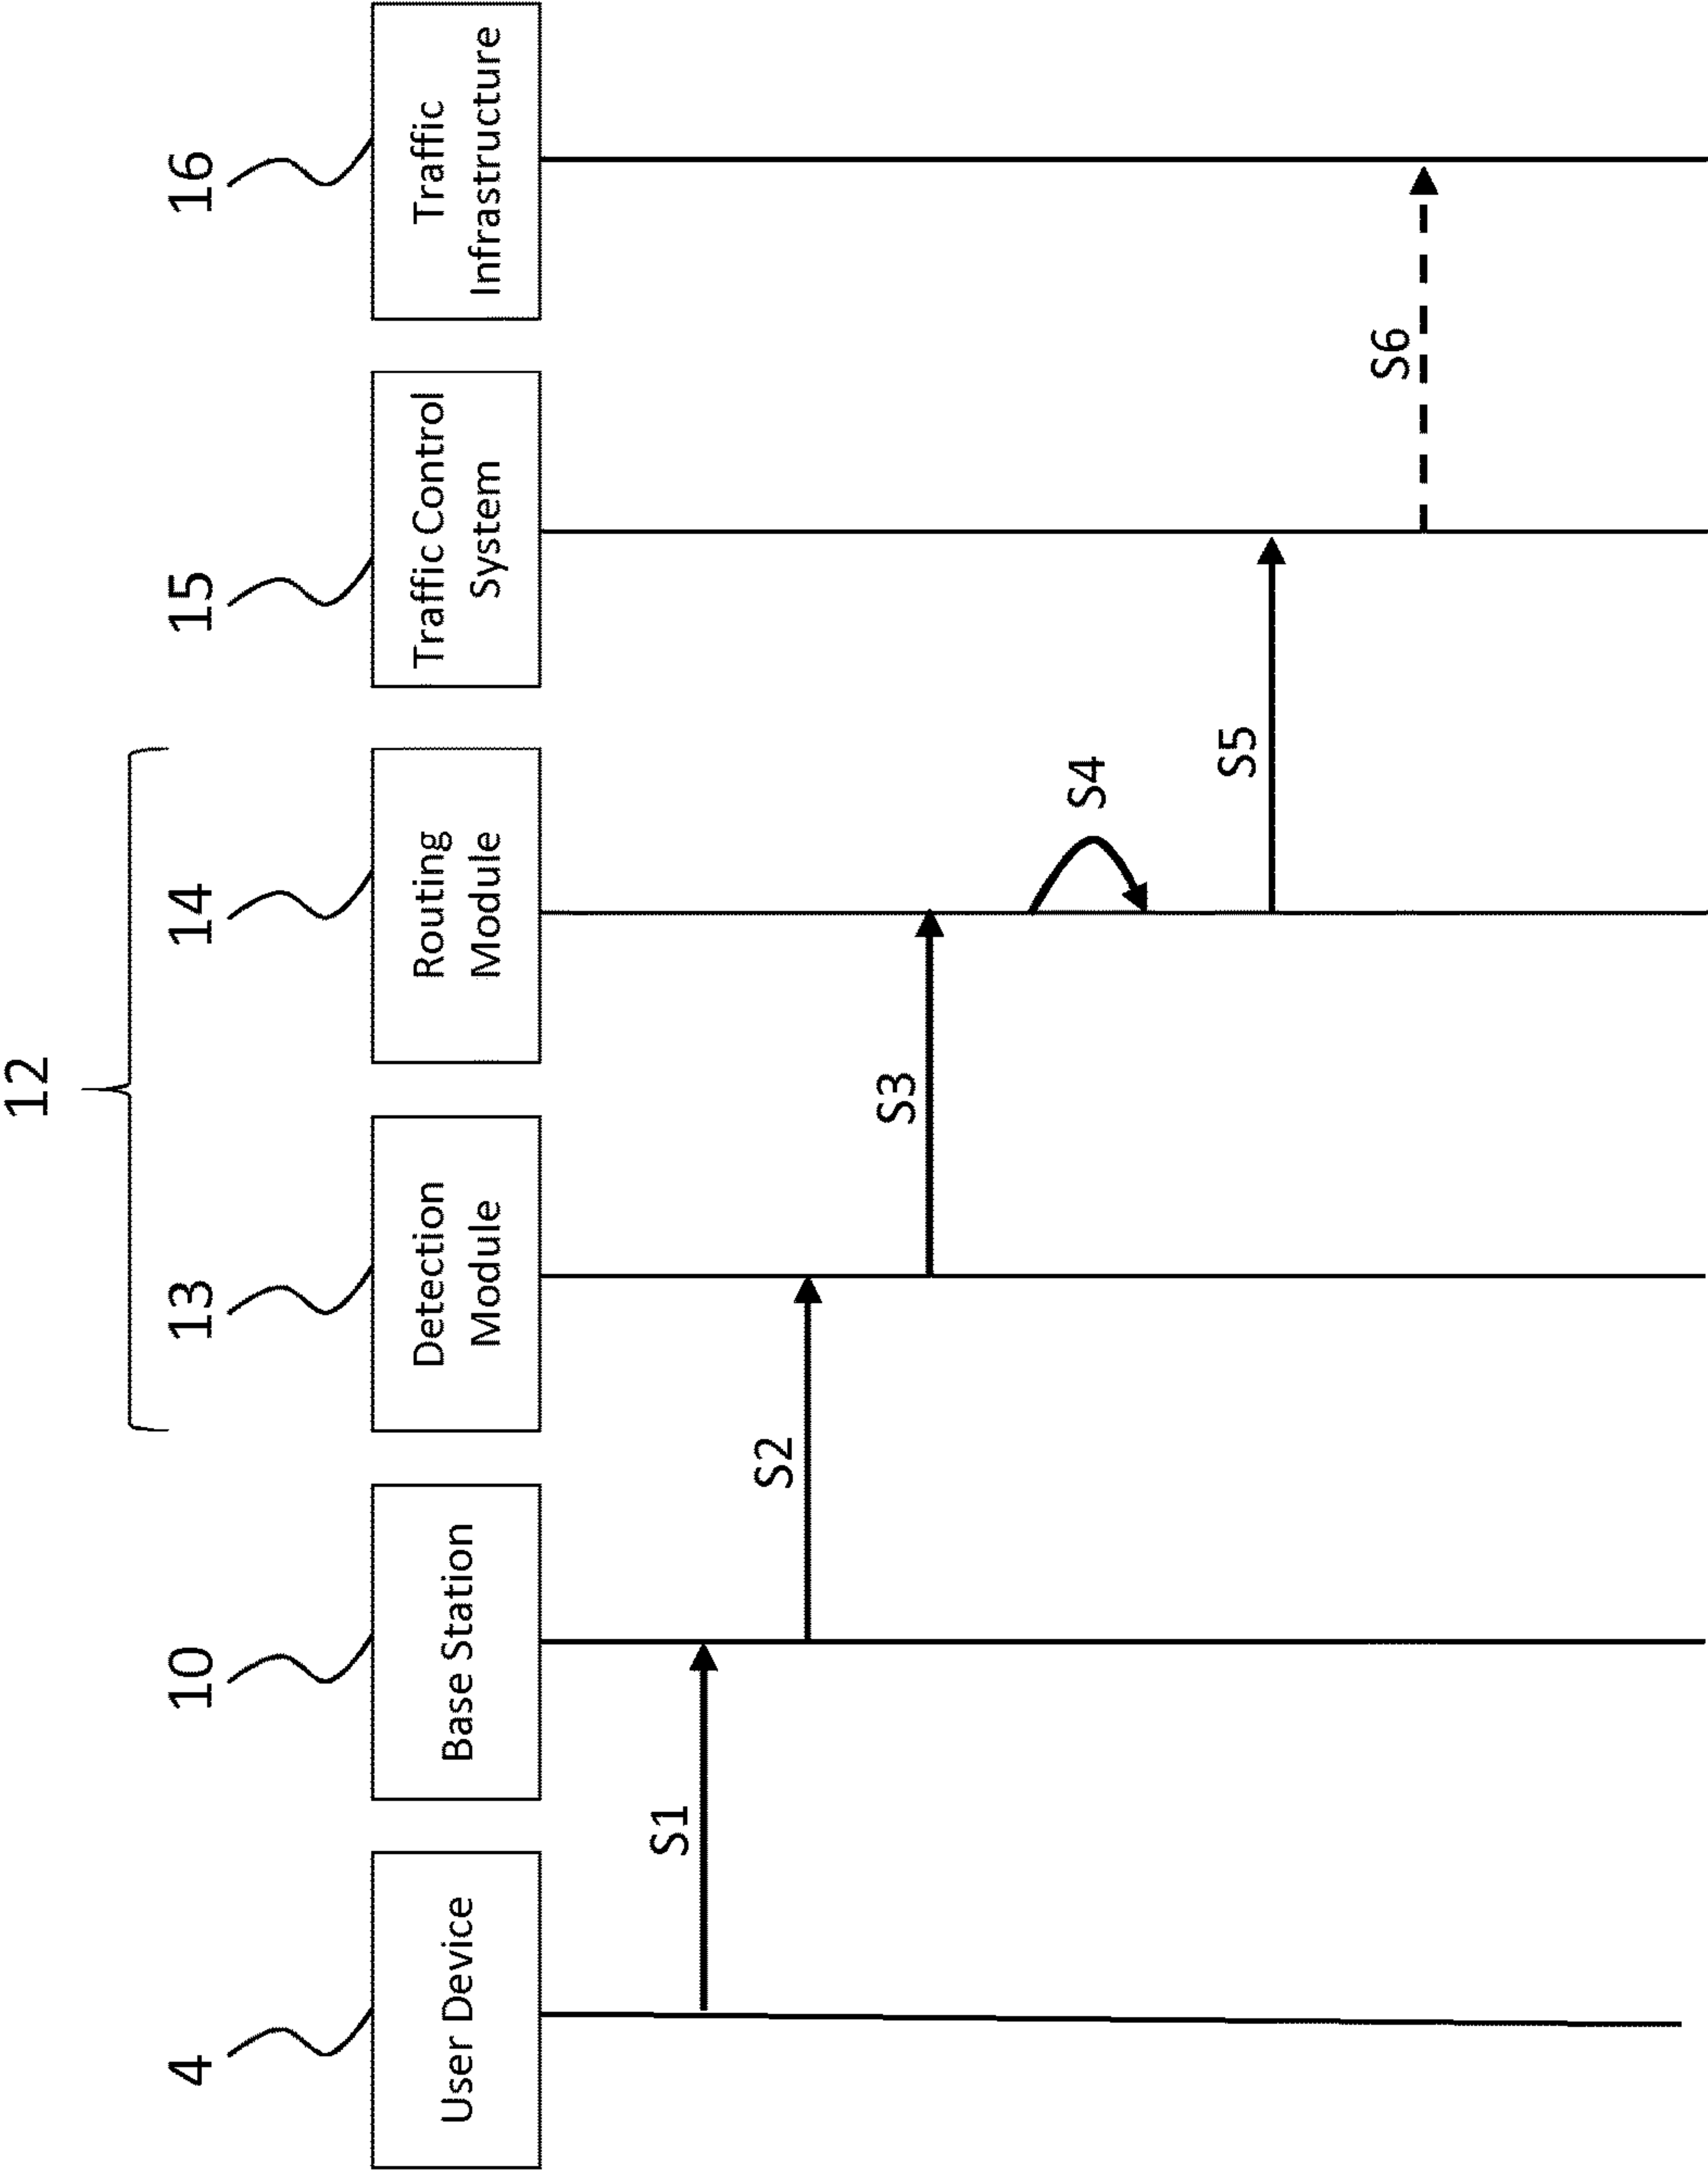 12
4
10
13
14
15
16
User Device
Base Station
Detection
Module
Routing
Module
Traffic Control
System
Traffic
Infrastructure
S1
S2
S3
S4
S5
S6